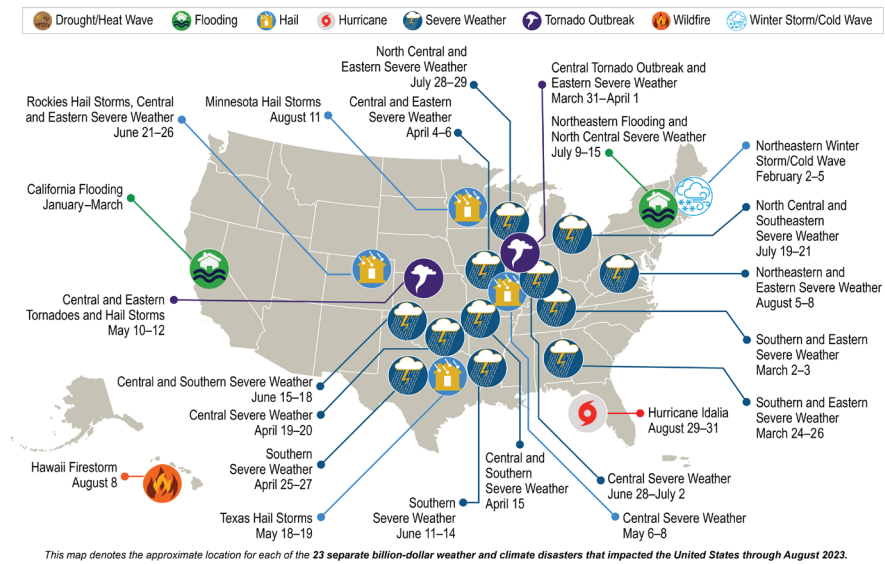 Drought/Heat Wave
Flooding
Hail
Hurricane
Severe Weather
Tornado Outbreak
Wildfire
Winter Storm/Cold Wave
North Central and
Eastern Severe Weather
July 28–29
Central Tornado Outbreak and
Eastern Severe Weather
March 31–April 1
Rockies Hail Storms, Central
and Eastern Severe Weather
June 21–26
Minnesota Hail Storms
August 11
Central and Eastern
Severe Weather
April 4–6
Northeastern Flooding and
North Central Severe Weather
July 9–15
Northeastern Winter
Storm/Cold Wave
February 2–5
California Flooding
January–March
North Central and
Southeastern
Severe Weather
July 19–21
Northeastern and
Eastern Severe Weather
August 5–8
Central and Eastern
Tornadoes and Hail Storms
May 10–12
Southern and Eastern
Severe Weather
March 2–3
Central and Southern Severe Weather
June 15–18
Southern and Eastern
Severe Weather
March 24–26
Central Severe Weather
April 19–20
Hurricane Idalia
August 29–31
Southern
Severe Weather
April 25–27
Central and
Southern
Severe Weather
April 15
Hawaii Firestorm
August 8
Central Severe Weather
June 28–July 2
Southern
Severe Weather
June 11–14
Texas Hail Storms
May 18–19
Central Severe Weather
May 6–8
This map denotes the approximate location for each of the 23 separate billion-dollar weather and climate disasters that impacted the United States through August 2023.